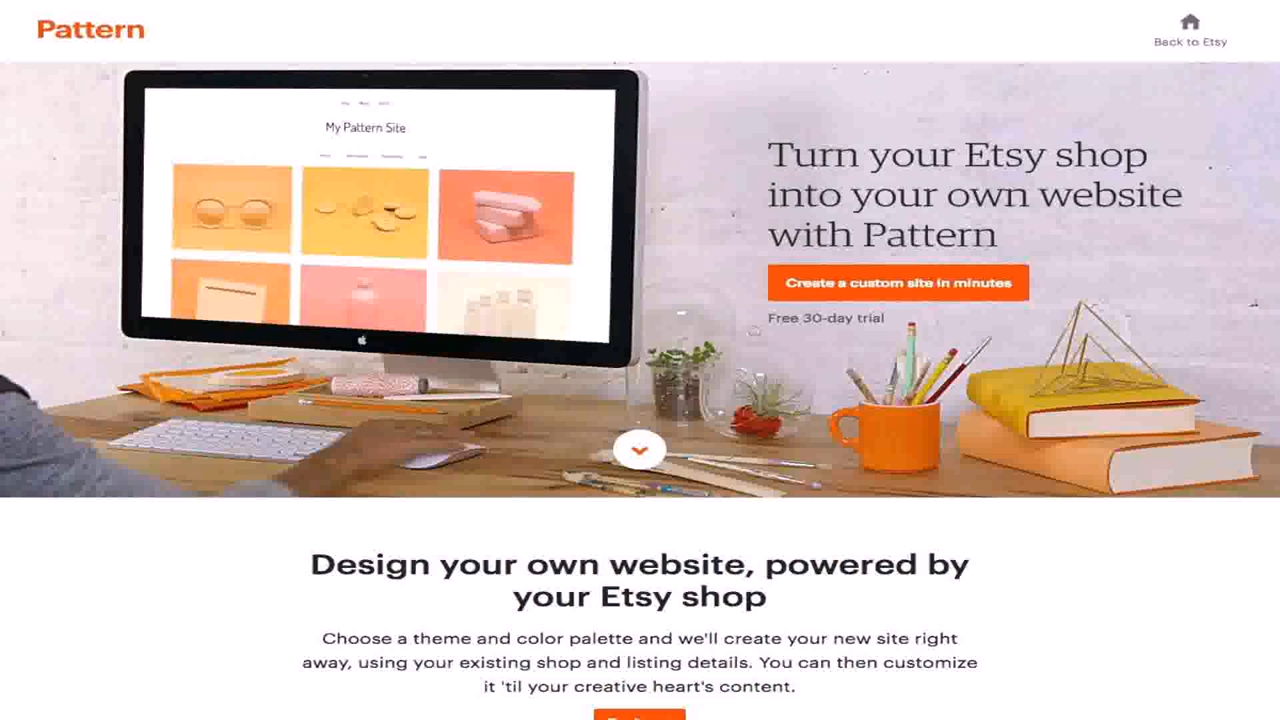 Pattern
Back to Etsy
My Pattern Site
Turn your Etsy shop
into your own website
with Pattern
Create a custom site in minutes
Free 30-day trial
Design your own website, powered by
your Etsy shop
Choose a theme and color palette and we'll create your new site right
away, using your existing shop and listing details. You can then customize
it 'til your creative heart's content.